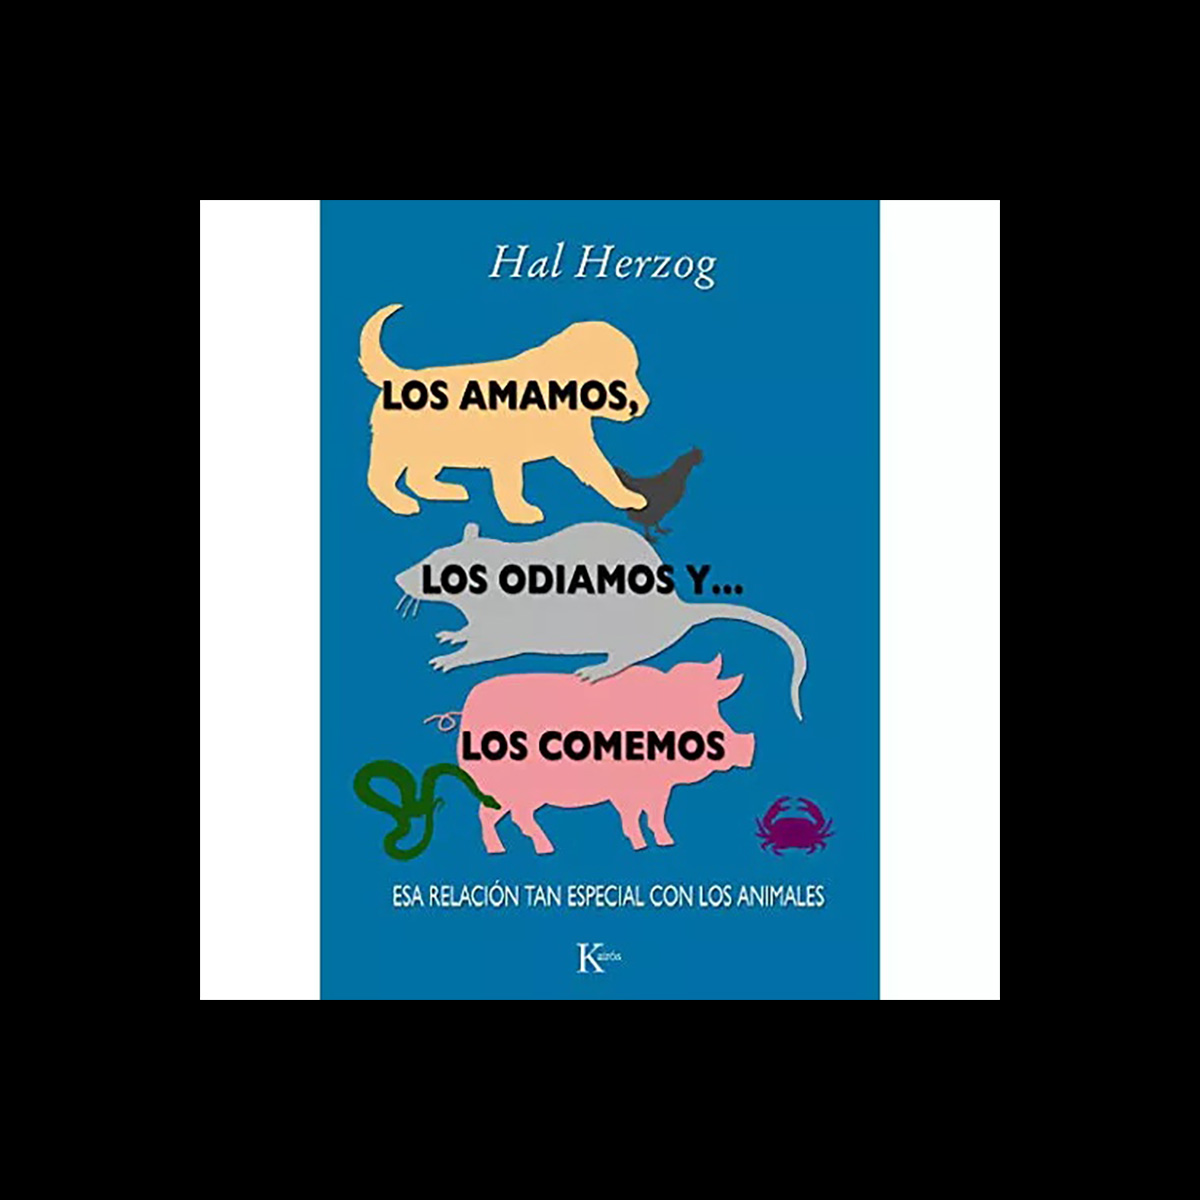 Hal Herzog
LOS AMAMOS,
LOS ODIAMOS Y...
LOS COMEMOS
ESA RELACIÓN TAN ESPECIAL CON LOS ANIMALES
Kairós